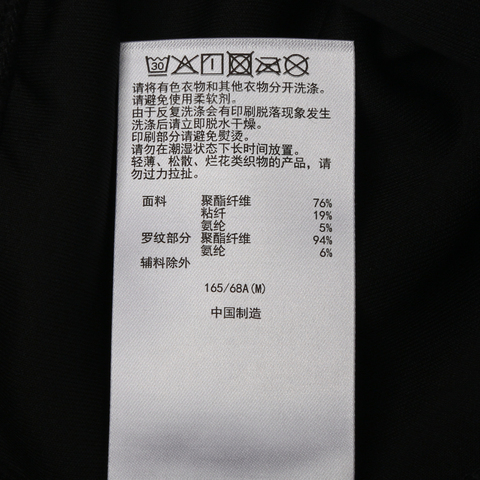 30
请将有色衣物和其他衣物分开洗涤.
请避免使用柔软剂.
由于反复洗涤会有印刷脱落现象发生
洗涤后请立即脱水干燥.
印刷部分请避免熨烫.
请勿在潮湿状态下长时间放置.
轻薄、松散、烂花类织物的产品，请
勿过力拉扯.
面料 聚酯纤维 76%
粘纤 19%
氨纶 5%
罗纹部分 聚酯纤维 94%
氨纶 6%
辅料除外
165/68A(M)
中国制造